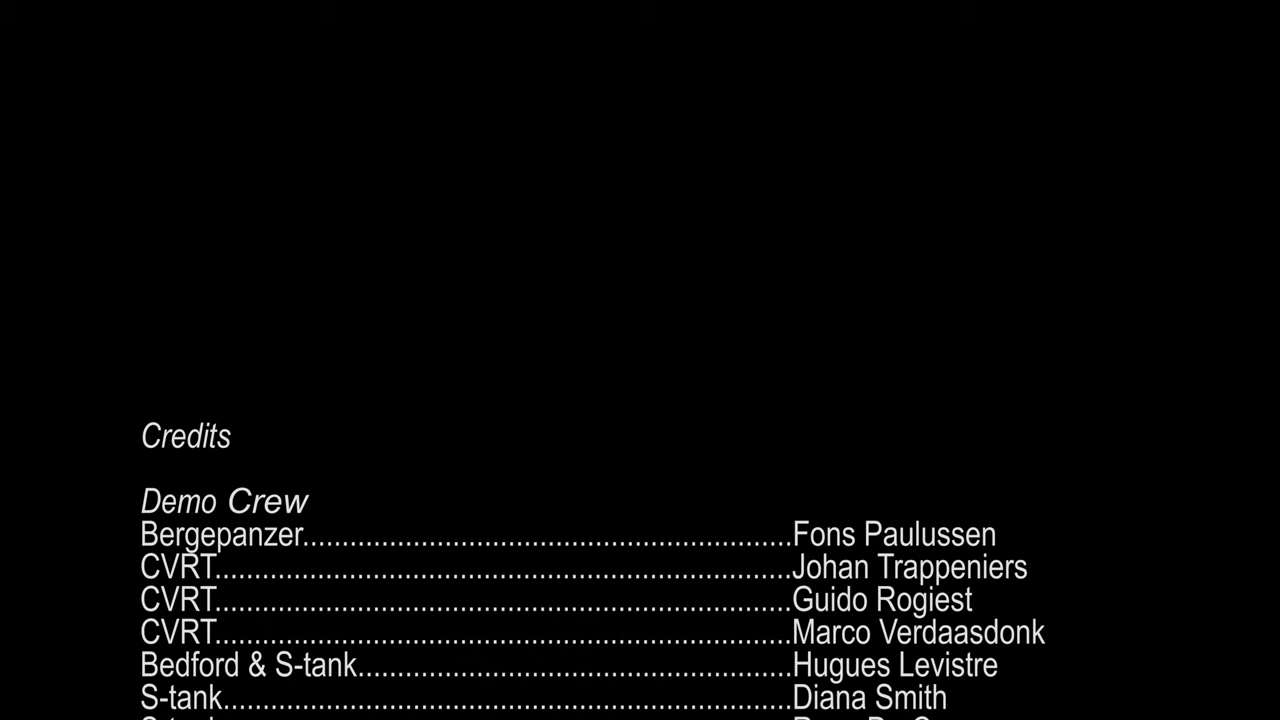 Credits
Demo Crew
Bergepanzer..................................................Fons Paulussen
CVRT...........................................................Johan Trappeniers
CVRT...........................................................Guido Rogiest
CVRT...........................................................Marco Verdaasdonk
Bedford & S-tank............................................Hugues Levistre
S-tank..........................................................Diana Smith